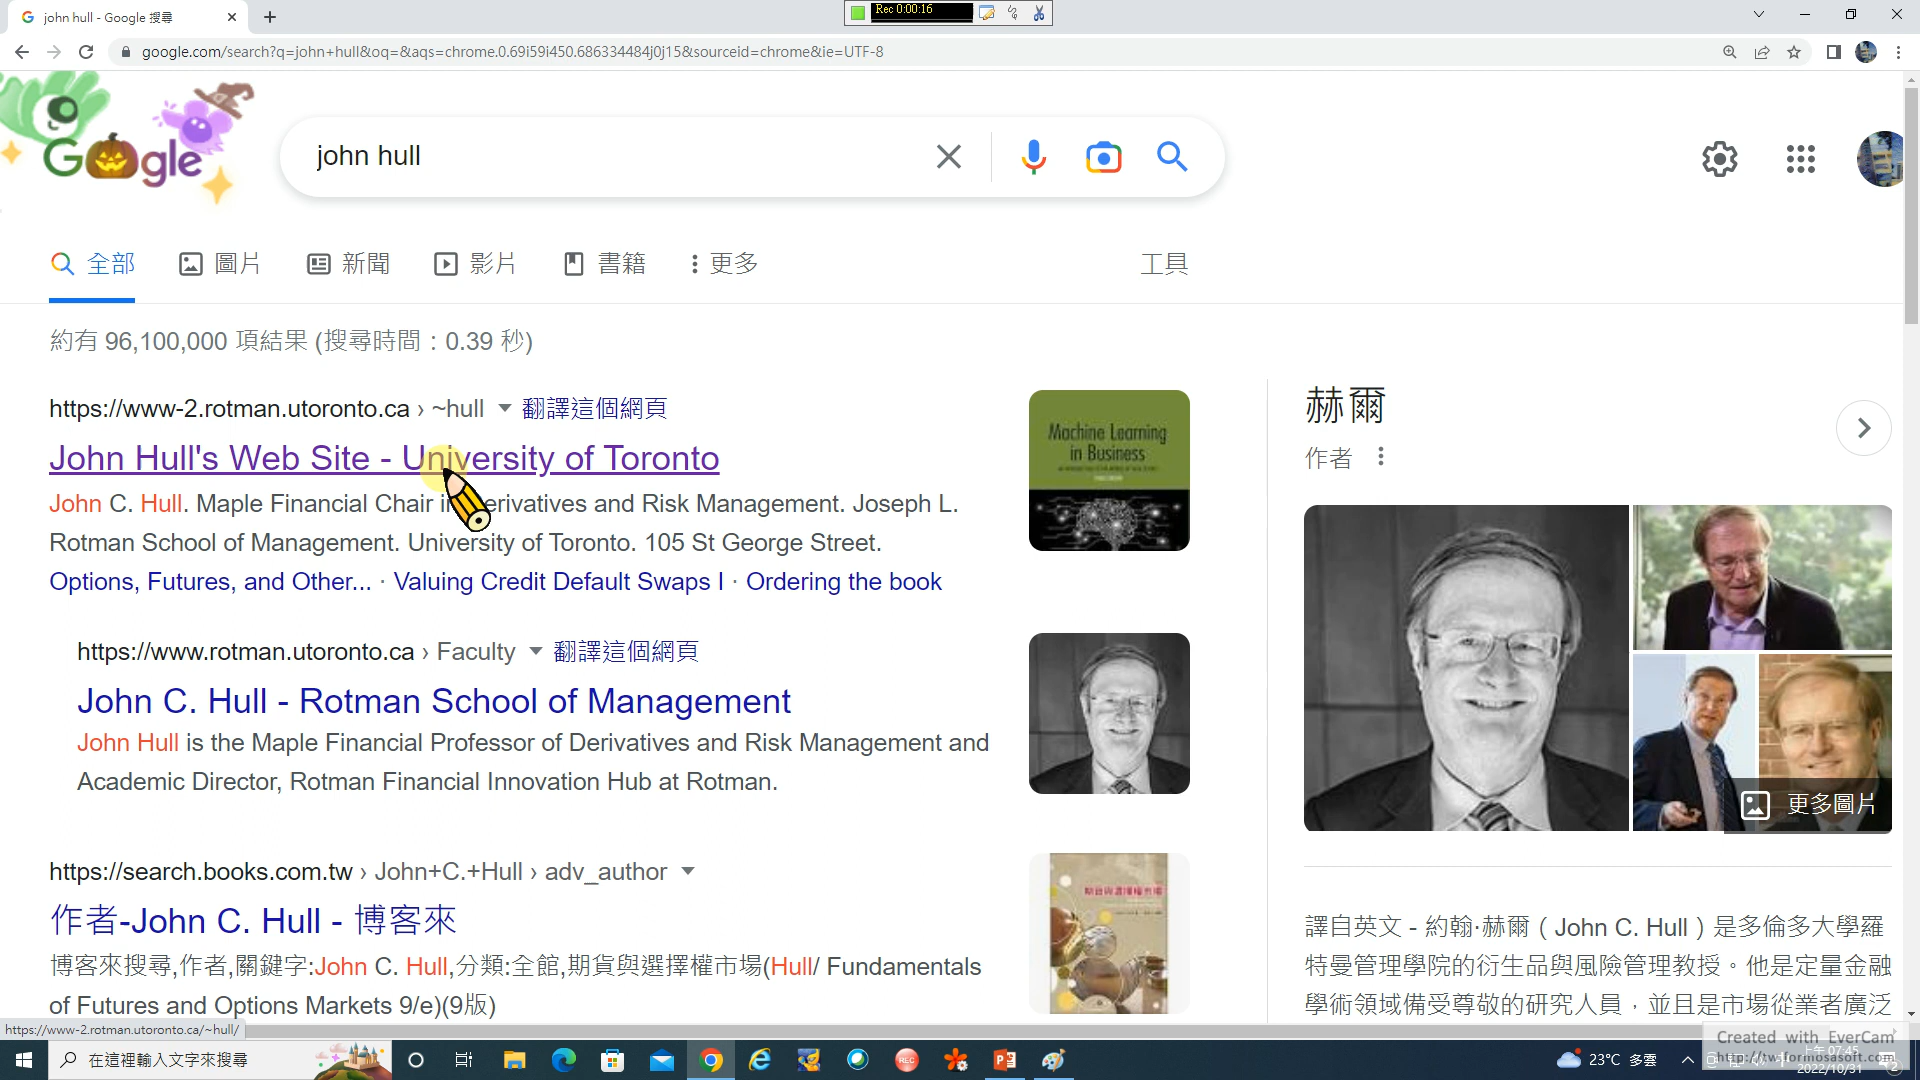 john hull - Google 搜尋
Rec 0:00:16
google.com/search?q=john+hull&oq=&aqs=chrome.0.69i59i450.686334484j0j15&sourceid=chrome&ie=UTF-8
Google
john hull
全部 圖片 新聞 影片 書籍 更多 工具
約有 96,100,000 項結果 (搜尋時間：0.39 秒)
https://www-2.rotman.utoronto.ca › ~hull 翻譯這個網頁
John Hull's Web Site - University of Toronto
John C. Hull. Maple Financial Chair in Derivatives and Risk Management. Joseph L.
Rotman School of Management. University of Toronto. 105 St George Street.
Options, Futures, and Other... · Valuing Credit Default Swaps I · Ordering the book
Machine Learning
in Business
https://www.rotman.utoronto.ca › Faculty 翻譯這個網頁
John C. Hull - Rotman School of Management
John Hull is the Maple Financial Professor of Derivatives and Risk Management and
Academic Director, Rotman Financial Innovation Hub at Rotman.
https://search.books.com.tw › John+C.+Hull › adv_author
作者-John C. Hull - 博客來
博客來搜尋,作者,關鍵字:John C. Hull,分類:全館,期貨與選擇權市場(Hull/ Fundamentals
of Futures and Options Markets 9/e)(9版)
期貨與選擇權市場
赫爾
作者
更多圖片
譯自英文 - 約翰·赫爾（John C. Hull）是多倫多大學羅
特曼管理學院的衍生品與風險管理教授。他是定量金融
學術領域備受尊敬的研究人員，並且是市場從業者廣泛
https://www-2.rotman.utoronto.ca/~hull/
在這裡輸入文字來搜尋
REC
23°C 多雲
上午 07:45
2022/10/31
Created with EverCam
http://tw.formosasoft.com